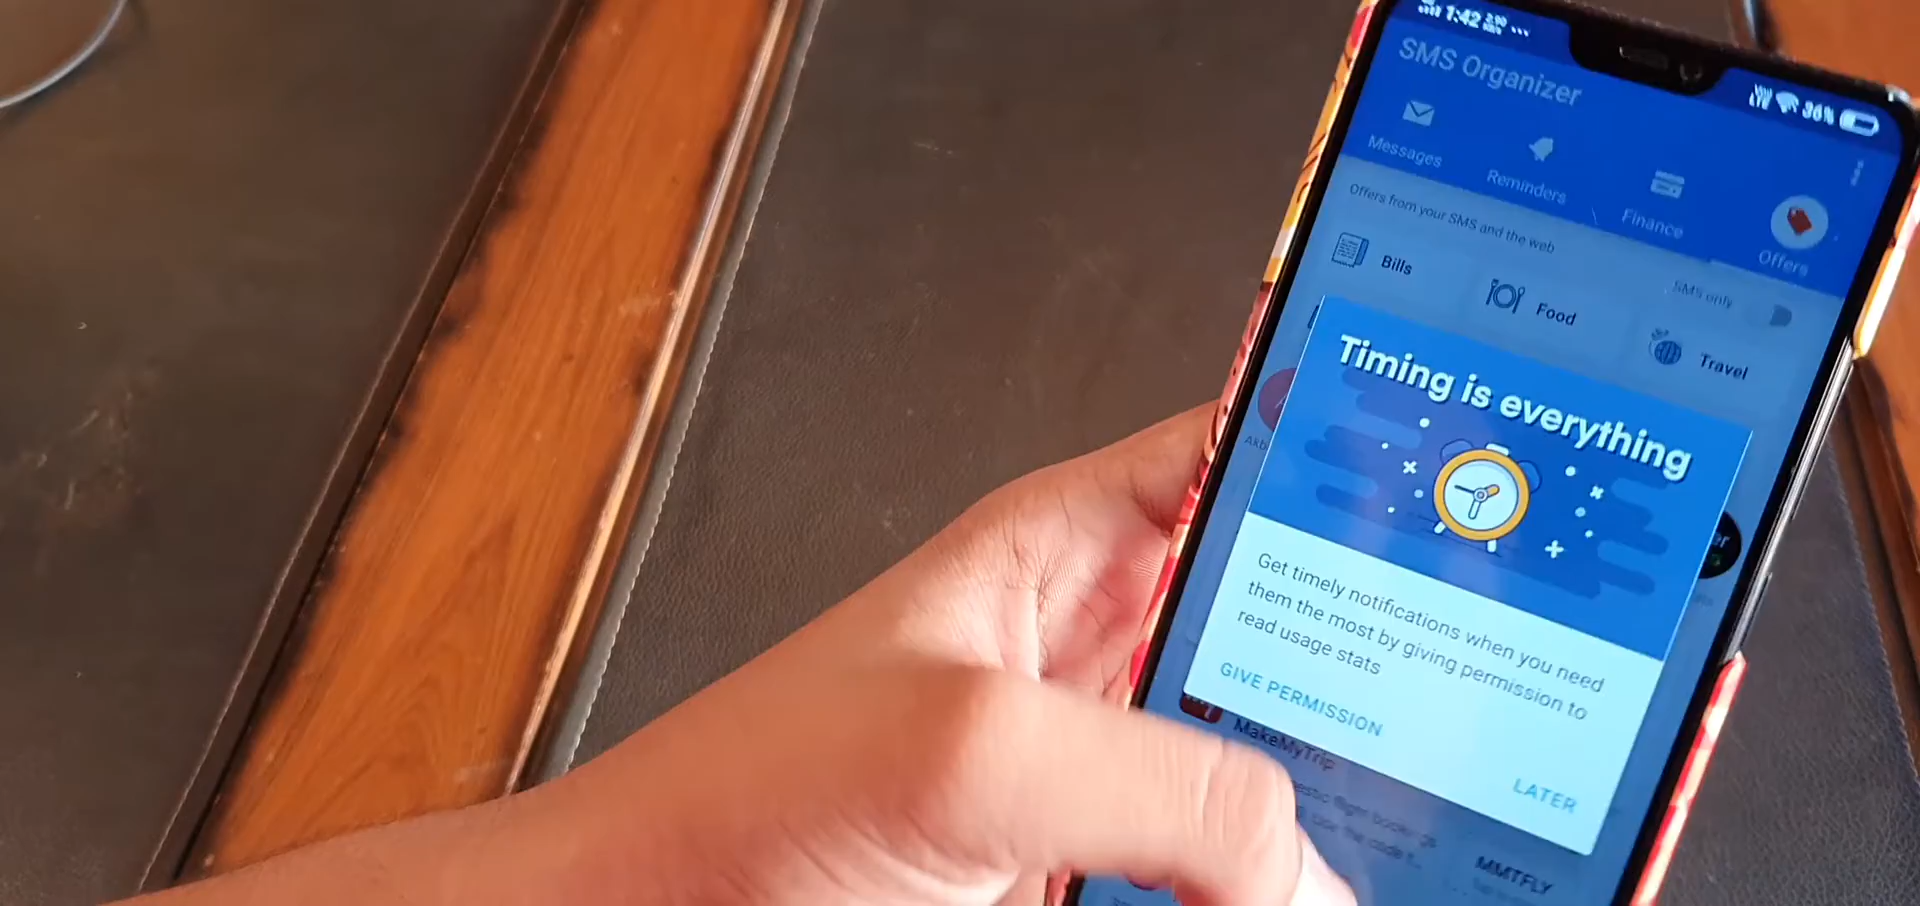 1:42
36%
SMS Organizer
Messages
Reminders
Finance
Offers
Offers from your SMS and the web
SMS only
Bills
Food
Travel
Timing is everything
Get timely notifications when you need
them the most by giving permission to
read usage stats
GIVE PERMISSION
LATER
MakeMyTrip
MMTFLY